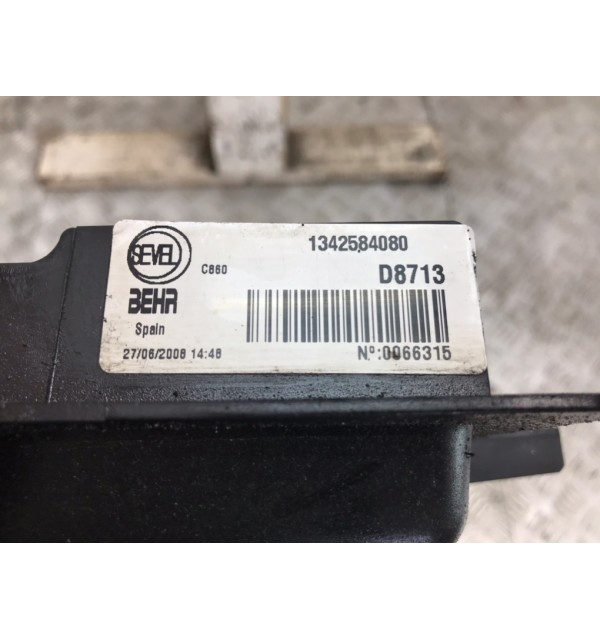 SEVEL
1342584080
C860
D8713
BEHR
Spain
27/06/2008 14:48
N.º:0066315